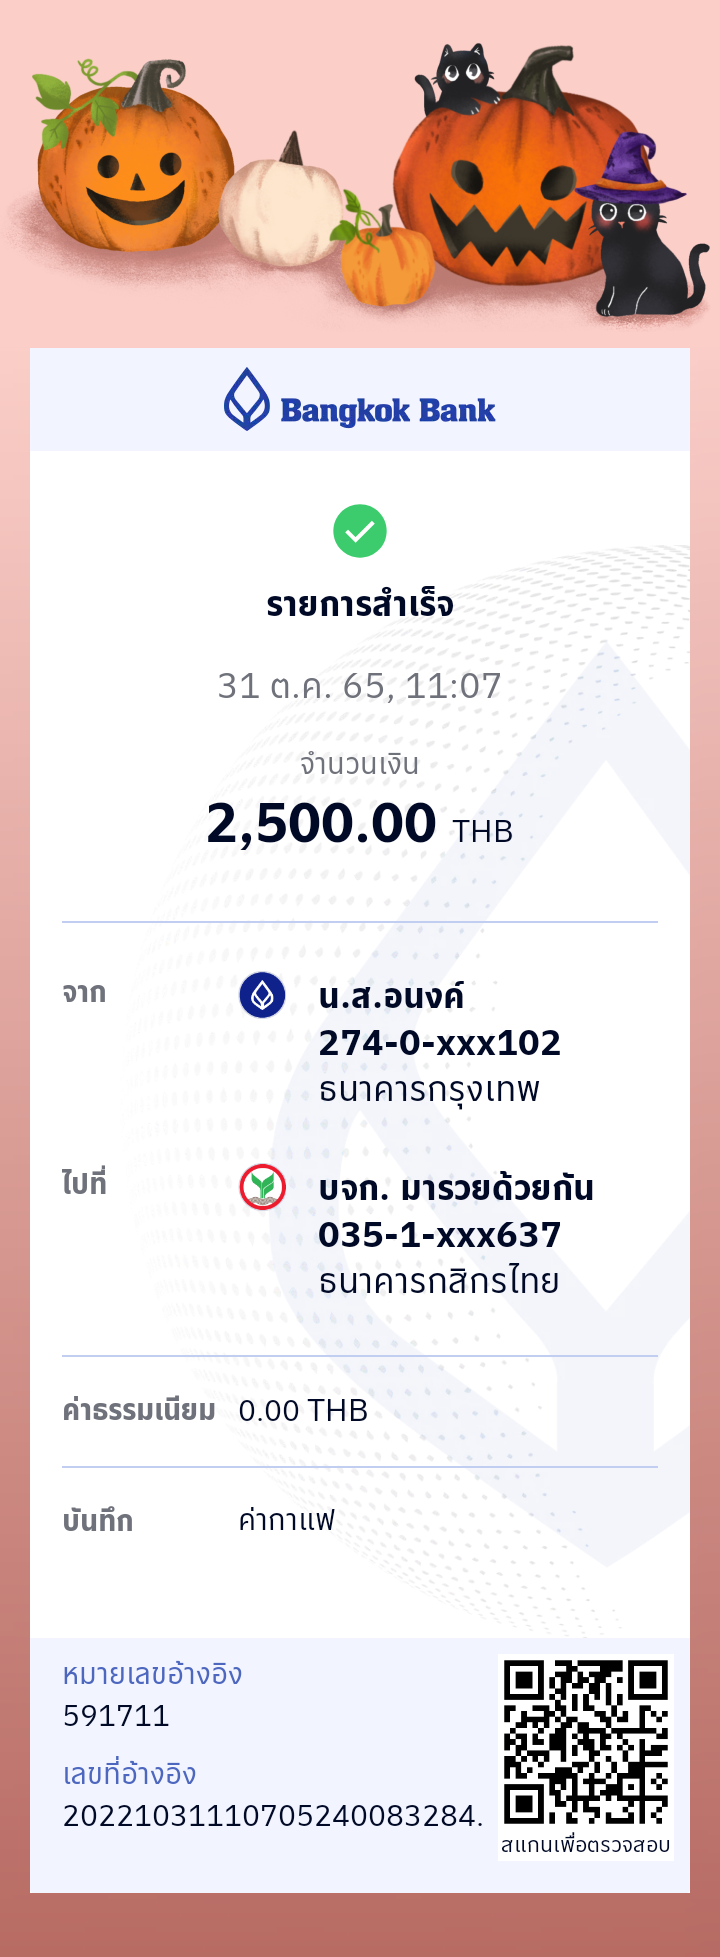 Bangkok Bank
รายการสำเร็จ
31 ต.ค. 65, 11:07
จำนวนเงิน
2,500.00 THB
จาก
น.ส.อนงค์
274-0-xxx102
ธนาคารกรุงเทพ
ไปที่
บจก. มารวยด้วยกัน
035-1-xxx637
ธนาคารกสิกรไทย
ค่าธรรมเนียม 0.00 THB
บันทึก ค่ากาแฟ
หมายเลขอ้างอิง
591711
เลขที่อ้างอิง
20221031110705240083284.
สแกนเพื่อตรวจสอบ